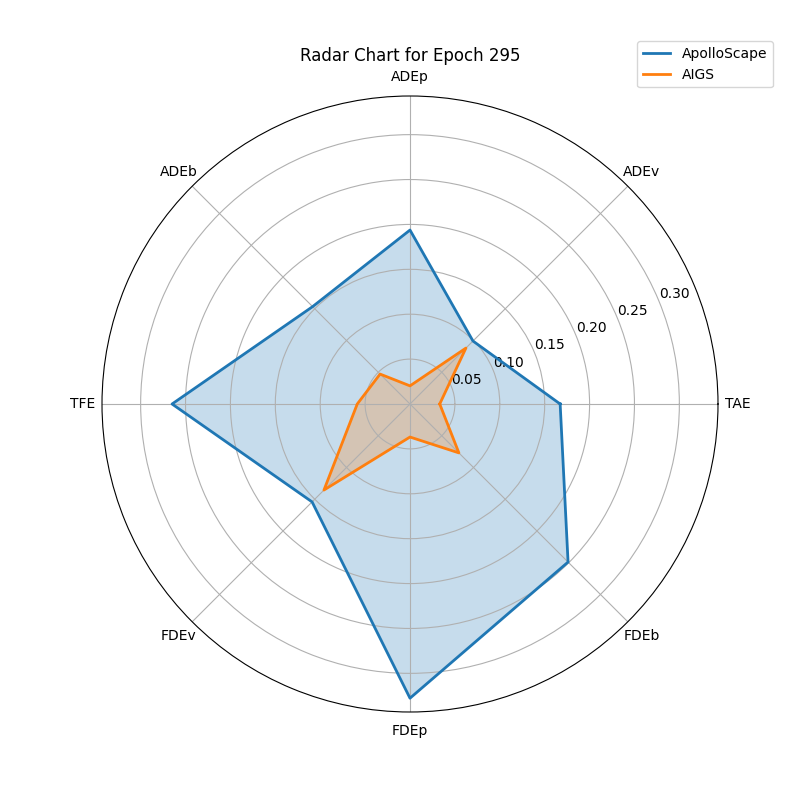 Radar Chart for Epoch 295
ApolloScape
AIGS
ADEp
ADEb
ADEv
0.30
0.25
0.20
0.15
0.10
0.05
TFE
TAE
FDEv
FDEb
FDEp